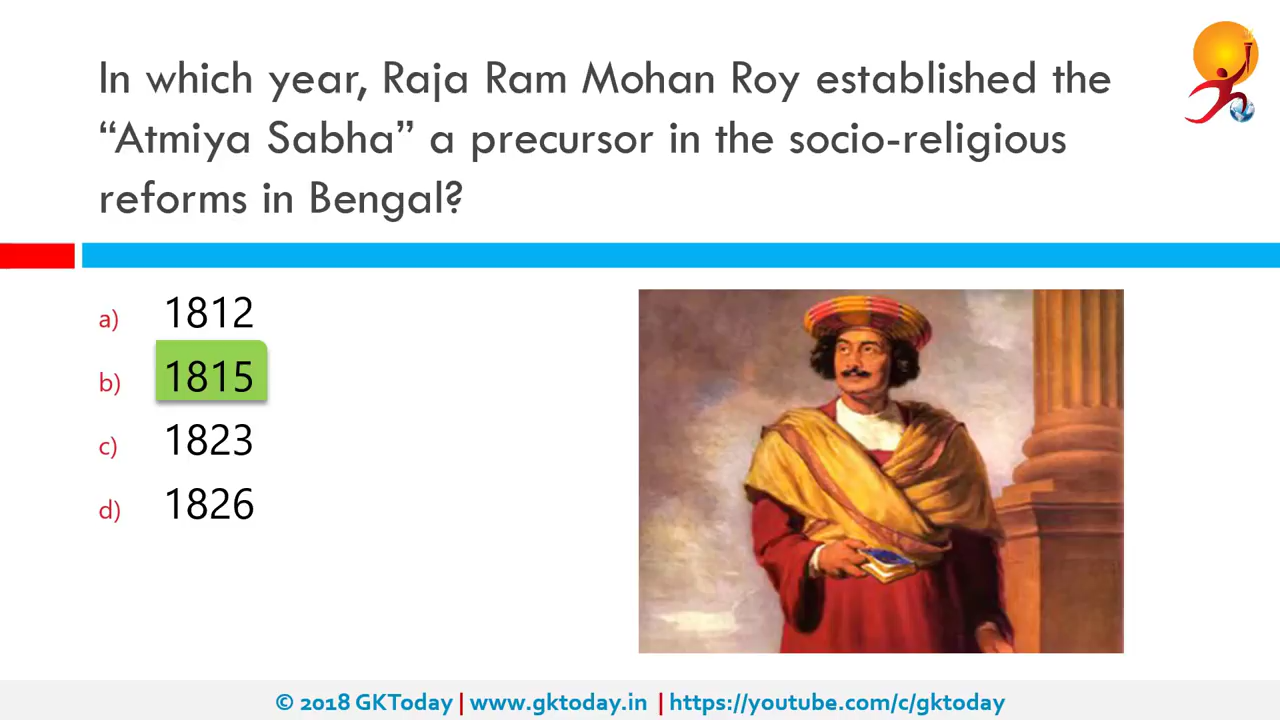 In which year, Raja Ram Mohan Roy established the
“Atmiya Sabha” a precursor in the socio-religious
reforms in Bengal?
a) 1812
b) 1815
c) 1823
d) 1826
© 2018 GKToday | www.gktoday.in | https://youtube.com/c/gktoday